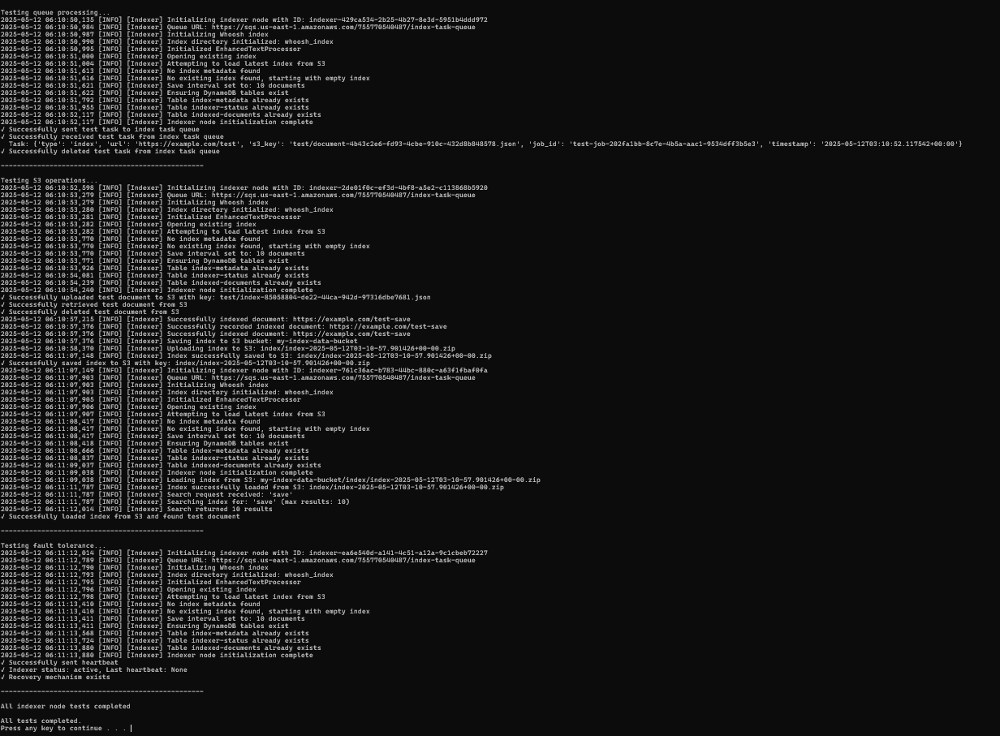 Testing queue processing...
2025-05-12 06:10:50,135 [INFO] [Indexer] Initializing indexer node with ID: indexer-429ca534-2b25-4b27-8e3d-5951b4ddd972
2025-05-12 06:10:50,984 [INFO] [Indexer] Queue URL: https://sqs.us-east-1.amazonaws.com/755770540487/index-task-queue
2025-05-12 06:10:50,987 [INFO] [Indexer] Initializing Whoosh index
2025-05-12 06:10:50,990 [INFO] [Indexer] Index directory initialized: whoosh_index
2025-05-12 06:10:50,995 [INFO] [Indexer] Initialized EnhancedTextProcessor
2025-05-12 06:10:51,000 [INFO] [Indexer] Opening existing index
2025-05-12 06:10:51,004 [INFO] [Indexer] Attempting to load latest index from S3
2025-05-12 06:10:51,613 [INFO] [Indexer] No index metadata found
2025-05-12 06:10:51,616 [INFO] [Indexer] No existing index found, starting with empty index
2025-05-12 06:10:51,621 [INFO] [Indexer] Save interval set to: 10 documents
2025-05-12 06:10:51,622 [INFO] [Indexer] Ensuring DynamoDB tables exist
2025-05-12 06:10:51,792 [INFO] [Indexer] Table index-metadata already exists
2025-05-12 06:10:51,955 [INFO] [Indexer] Table indexer-status already exists
2025-05-12 06:10:52,117 [INFO] [Indexer] Table indexed-documents already exists
2025-05-12 06:10:52,117 [INFO] [Indexer] Indexer node initialization complete
√ Successfully sent test task to index task queue
√ Successfully received test task from index task queue
  Task: {'type': 'index', 'url': 'https://example.com/test', 's3_key': 'test/document-4b43c2e6-fd93-4cbe-910c-432d8b848578.json', 'job_id': 'test-job-202fa1bb-8c7e-4b5a-aac1-9534dff3b5e3', 'timestamp': '2025-05-12T03:10:52.117542+00:00'}
√ Successfully deleted test task from index task queue
--------------------------------------------------
Testing S3 operations...
2025-05-12 06:10:52,598 [INFO] [Indexer] Initializing indexer node with ID: indexer-2de01f0c-ef3d-4bf8-a5e2-c113868b5920
2025-05-12 06:10:53,279 [INFO] [Indexer] Queue URL: https://sqs.us-east-1.amazonaws.com/755770540487/index-task-queue
2025-05-12 06:10:53,279 [INFO] [Indexer] Initializing Whoosh index
2025-05-12 06:10:53,280 [INFO] [Indexer] Index directory initialized: whoosh_index
2025-05-12 06:10:53,281 [INFO] [Indexer] Initialized EnhancedTextProcessor
2025-05-12 06:10:53,282 [INFO] [Indexer] Opening existing index
2025-05-12 06:10:53,282 [INFO] [Indexer] Attempting to load latest index from S3
2025-05-12 06:10:53,770 [INFO] [Indexer] No index metadata found
2025-05-12 06:10:53,770 [INFO] [Indexer] No existing index found, starting with empty index
2025-05-12 06:10:53,770 [INFO] [Indexer] Save interval set to: 10 documents
2025-05-12 06:10:53,771 [INFO] [Indexer] Ensuring DynamoDB tables exist
2025-05-12 06:10:53,926 [INFO] [Indexer] Table index-metadata already exists
2025-05-12 06:10:54,081 [INFO] [Indexer] Table indexer-status already exists
2025-05-12 06:10:54,239 [INFO] [Indexer] Table indexed-documents already exists
2025-05-12 06:10:54,240 [INFO] [Indexer] Indexer node initialization complete
√ Successfully uploaded test document to S3 with key: test/index-85058804-de22-44ca-942d-97316dbe7681.json
√ Successfully retrieved test document from S3
√ Successfully deleted test document from S3
2025-05-12 06:10:57,215 [INFO] [Indexer] Successfully indexed document: https://example.com/test-save
2025-05-12 06:10:57,376 [INFO] [Indexer] Successfully recorded indexed document: https://example.com/test-save
2025-05-12 06:10:57,376 [INFO] [Indexer] Successfully indexed document: https://example.com/test-save
2025-05-12 06:10:57,376 [INFO] [Indexer] Saving index to S3 bucket: my-index-data-bucket
2025-05-12 06:10:58,370 [INFO] [Indexer] Uploading index to S3: index/index-2025-05-12T03-10-57.901426+00-00.zip
2025-05-12 06:11:07,148 [INFO] [Indexer] Index successfully saved to S3: index/index-2025-05-12T03-10-57.901426+00-00.zip
√ Successfully saved index to S3 with key: index/index-2025-05-12T03-10-57.901426+00-00.zip
2025-05-12 06:11:07,149 [INFO] [Indexer] Initializing indexer node with ID: indexer-761c36ac-b783-44bc-880c-a63f1fbaf0fa
2025-05-12 06:11:07,903 [INFO] [Indexer] Queue URL: https://sqs.us-east-1.amazonaws.com/755770540487/index-task-queue
2025-05-12 06:11:07,903 [INFO] [Indexer] Initializing Whoosh index
2025-05-12 06:11:07,903 [INFO] [Indexer] Index directory initialized: whoosh_index
2025-05-12 06:11:07,905 [INFO] [Indexer] Initialized EnhancedTextProcessor
2025-05-12 06:11:07,906 [INFO] [Indexer] Opening existing index
2025-05-12 06:11:07,907 [INFO] [Indexer] Attempting to load latest index from S3
2025-05-12 06:11:08,417 [INFO] [Indexer] No index metadata found
2025-05-12 06:11:08,417 [INFO] [Indexer] No existing index found, starting with empty index
2025-05-12 06:11:08,417 [INFO] [Indexer] Save interval set to: 10 documents
2025-05-12 06:11:08,418 [INFO] [Indexer] Ensuring DynamoDB tables exist
2025-05-12 06:11:08,666 [INFO] [Indexer] Table index-metadata already exists
2025-05-12 06:11:08,837 [INFO] [Indexer] Table indexer-status already exists
2025-05-12 06:11:09,037 [INFO] [Indexer] Table indexed-documents already exists
2025-05-12 06:11:09,038 [INFO] [Indexer] Indexer node initialization complete
2025-05-12 06:11:09,038 [INFO] [Indexer] Loading index from S3: my-index-data-bucket/index/index-2025-05-12T03-10-57.901426+00-00.zip
2025-05-12 06:11:11,787 [INFO] [Indexer] Index successfully loaded from S3: index/index-2025-05-12T03-10-57.901426+00-00.zip
2025-05-12 06:11:11,787 [INFO] [Indexer] Search request received: 'save'
2025-05-12 06:11:11,787 [INFO] [Indexer] Searching index for: 'save' (max results: 10)
2025-05-12 06:11:12,014 [INFO] [Indexer] Search returned 10 results
√ Successfully loaded index from S3 and found test document
--------------------------------------------------
Testing fault tolerance...
2025-05-12 06:11:12,014 [INFO] [Indexer] Initializing indexer node with ID: indexer-ea6e540d-a141-4c51-a12a-9c1cbeb72227
2025-05-12 06:11:12,789 [INFO] [Indexer] Queue URL: https://sqs.us-east-1.amazonaws.com/755770540487/index-task-queue
2025-05-12 06:11:12,790 [INFO] [Indexer] Initializing Whoosh index
2025-05-12 06:11:12,793 [INFO] [Indexer] Index directory initialized: whoosh_index
2025-05-12 06:11:12,795 [INFO] [Indexer] Initialized EnhancedTextProcessor
2025-05-12 06:11:12,796 [INFO] [Indexer] Opening existing index
2025-05-12 06:11:12,798 [INFO] [Indexer] Attempting to load latest index from S3
2025-05-12 06:11:13,410 [INFO] [Indexer] No index metadata found
2025-05-12 06:11:13,410 [INFO] [Indexer] No existing index found, starting with empty index
2025-05-12 06:11:13,411 [INFO] [Indexer] Save interval set to: 10 documents
2025-05-12 06:11:13,411 [INFO] [Indexer] Ensuring DynamoDB tables exist
2025-05-12 06:11:13,568 [INFO] [Indexer] Table index-metadata already exists
2025-05-12 06:11:13,724 [INFO] [Indexer] Table indexer-status already exists
2025-05-12 06:11:13,880 [INFO] [Indexer] Table indexed-documents already exists
2025-05-12 06:11:13,880 [INFO] [Indexer] Indexer node initialization complete
√ Successfully sent heartbeat
√ Indexer status: active, Last heartbeat: None
√ Recovery mechanism exists
--------------------------------------------------
All indexer node tests completed
All tests completed.
Press any key to continue . . .